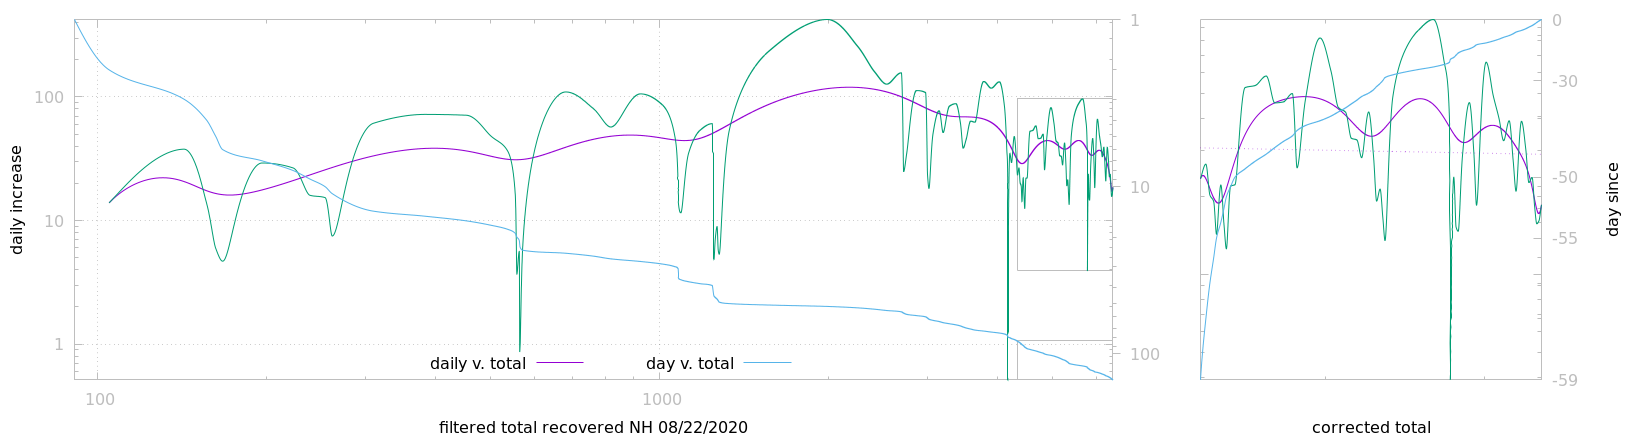 daily increase
100
10
1
100
1000
filtered total recovered NH 08/22/2020
daily v. total
day v. total
1
10
100
0
-30
-50
-55
-59
day since
corrected total